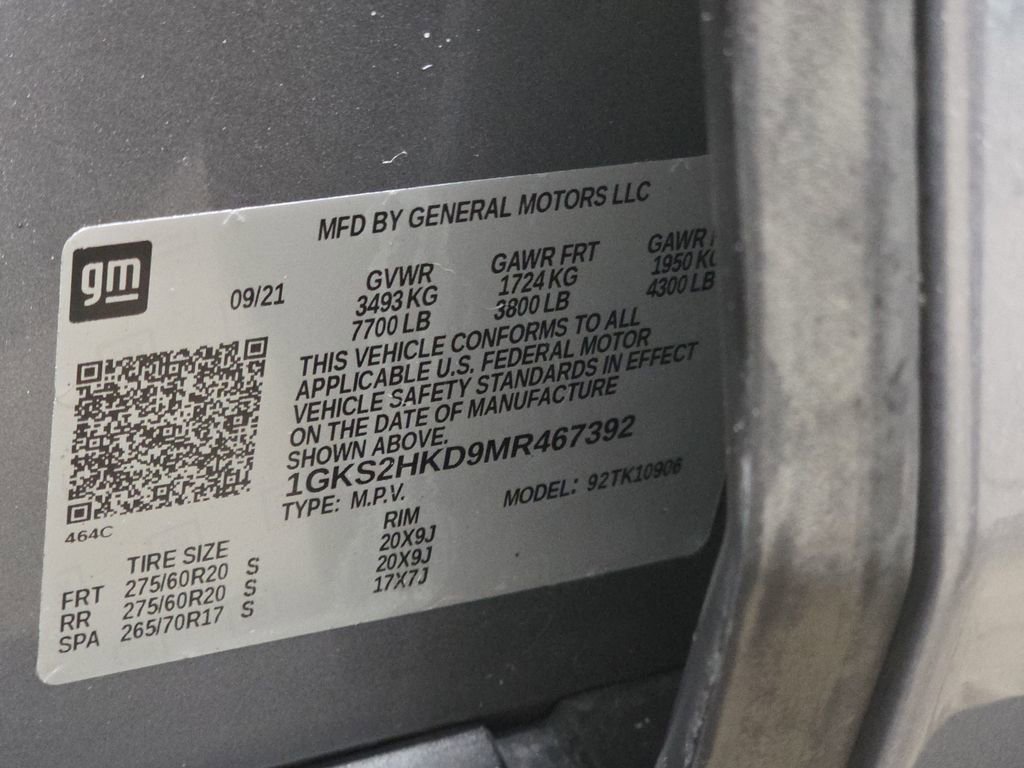 MFD BY GENERAL MOTORS LLC
gm
09/21
GVWR GAWR FRT GAWR
3493 KG 1724 KG 1950
7700 LB 3800 LB 4300 LB
THIS VEHICLE CONFORMS TO ALL
APPLICABLE U.S. FEDERAL MOTOR
VEHICLE SAFETY STANDARDS IN EFFECT
ON THE DATE OF MANUFACTURE
SHOWN ABOVE.
1GKS2HKD9MR467392
TYPE: M.P.V. MODEL: 92TK10906
464C
TIRE SIZE RIM
FRT 275/60R20 S 20X9J
RR 275/60R20 S 20X9J
SPA 265/70R17 S 17X7J